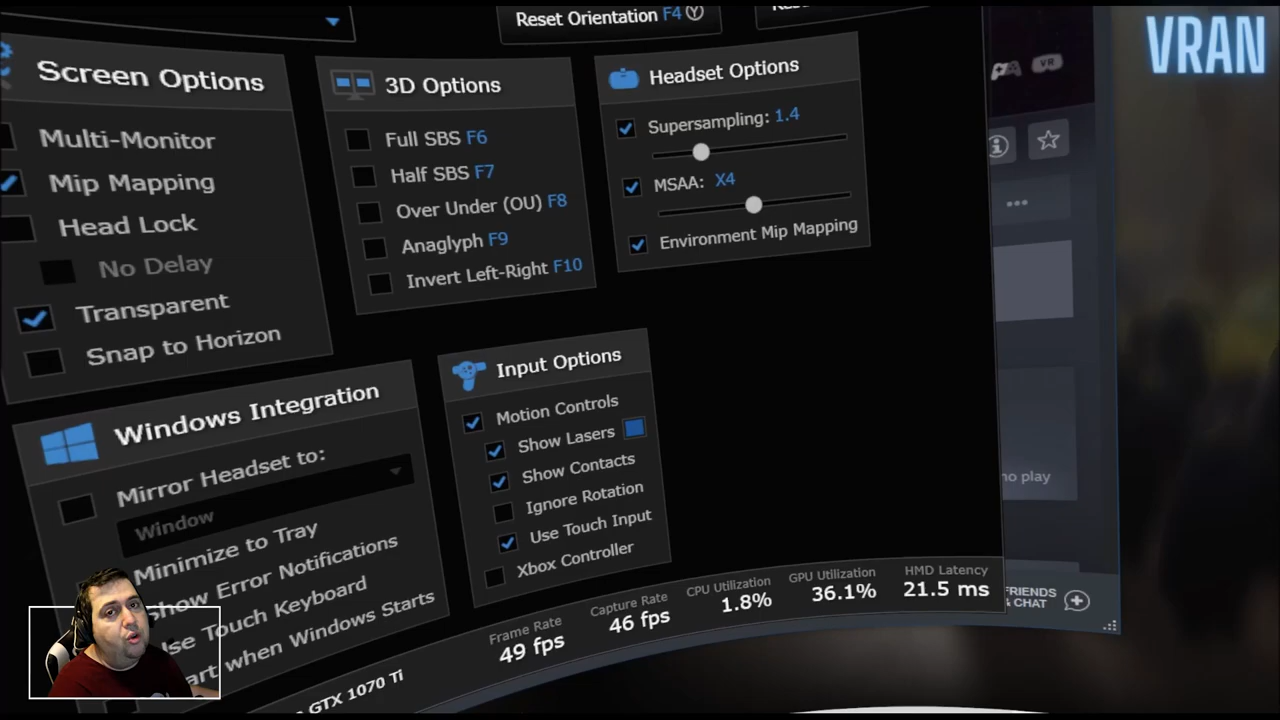 Reset Orientation F4 Y
VRAN
Screen Options
Multi-Monitor
Mip Mapping
Head Lock
No Delay
Transparent
Snap to Horizon
3D Options
Full SBS F6
Half SBS F7
Over Under (OU) F8
Anaglyph F9
Invert Left-Right F10
Headset Options
Supersampling: 1.4
MSAA: X4
Environment Mip Mapping
VR
Windows Integration
Mirror Headset to:
Window
Minimize to Tray
Show Error Notifications
Use Touch Keyboard
Start when Windows Starts
Input Options
Motion Controls
Show Lasers
Show Contacts
Ignore Rotation
Use Touch Input
Xbox Controller
no play
GTX 1070 Ti
Frame Rate
49 fps
Capture Rate
46 fps
CPU Utilization
1.8%
GPU Utilization
36.1%
HMD Latency
21.5 ms
FRIENDS
& CHAT